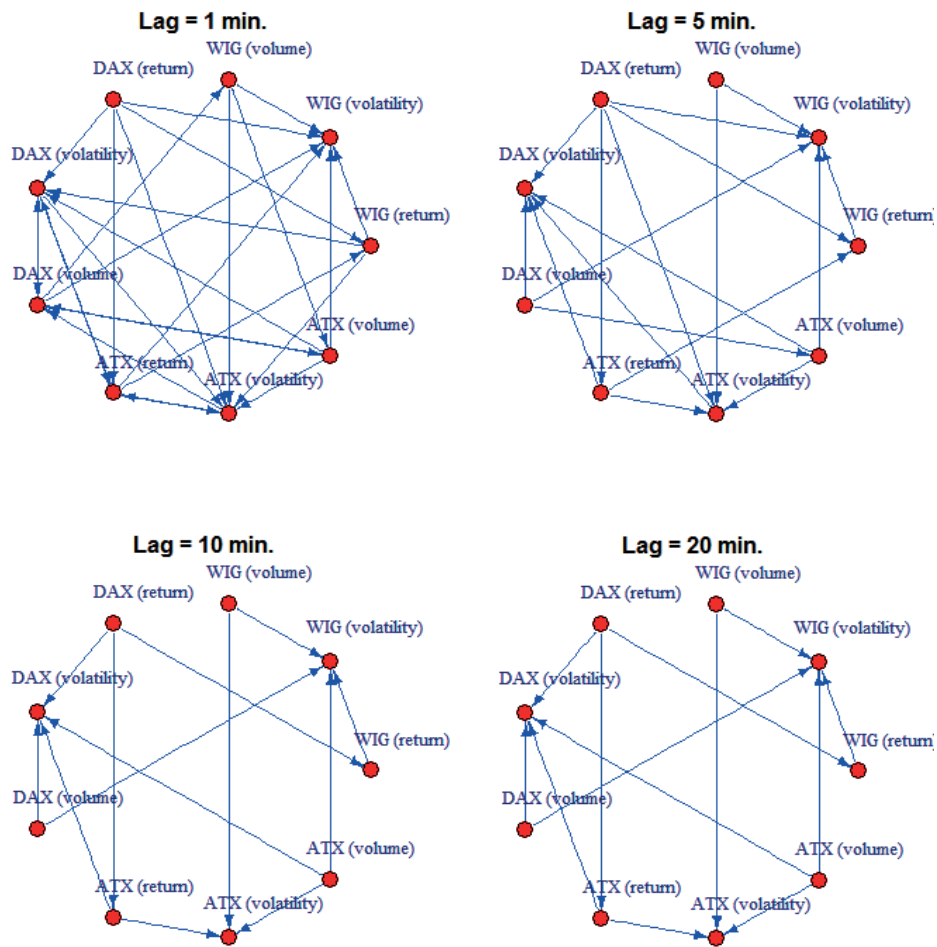 Lag = 1 min.
WIG (volume)
DAX (return)
WIG (volatility)
DAX (volatility)
WIG (return)
DAX (volume)
ATX (volume)
ATX (return)
ATX (volatility)
Lag = 5 min.
WIG (volume)
DAX (return)
WIG (volatility)
DAX (volatility)
WIG (return)
DAX (volume)
ATX (volume)
ATX (return)
ATX (volatility)
Lag = 10 min.
WIG (volume)
DAX (return)
WIG (volatility)
DAX (volatility)
WIG (return)
DAX (volume)
ATX (volume)
ATX (return)
ATX (volatility)
Lag = 20 min.
WIG (volume)
DAX (return)
WIG (volatility)
DAX (volatility)
WIG (return)
DAX (volume)
ATX (volume)
ATX (return)
ATX (volatility)